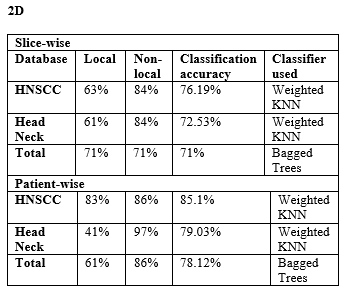 2D
Slice-wise
Database Local Non-local Classification accuracy Classifier used
HNSCC 63% 84% 76.19% Weighted KNN
Head Neck 61% 84% 72.53% Weighted KNN
Total 71% 71% 71% Bagged Trees
Patient-wise
HNSCC 83% 86% 85.1% Weighted KNN
Head Neck 41% 97% 79.03% Weighted KNN
Total 61% 86% 78.12% Bagged Trees